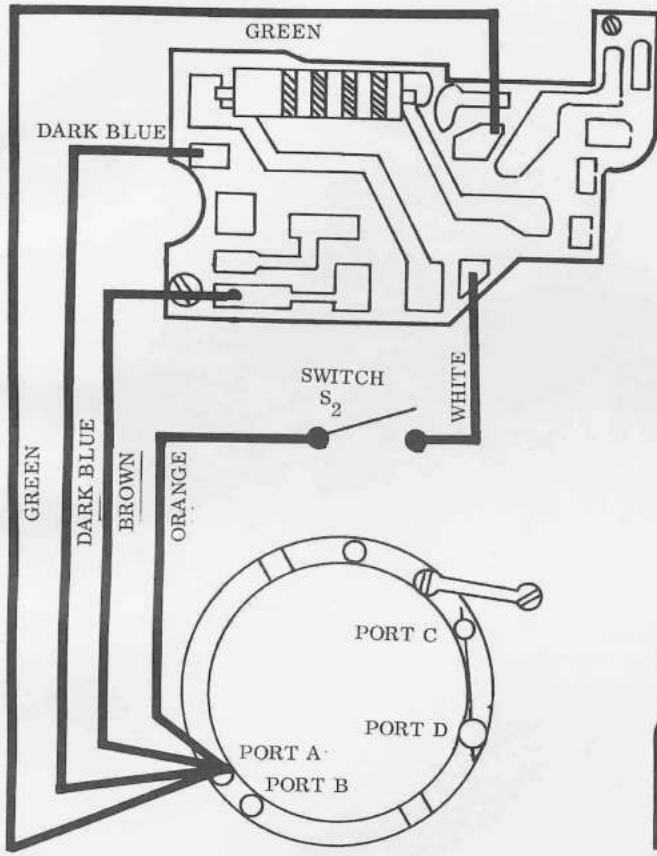 GREEN
DARK BLUE
SWITCH
S2
WHITE
GREEN
DARK BLUE
BROWN
ORANGE
PORT C
PORT D
PORT A
PORT B